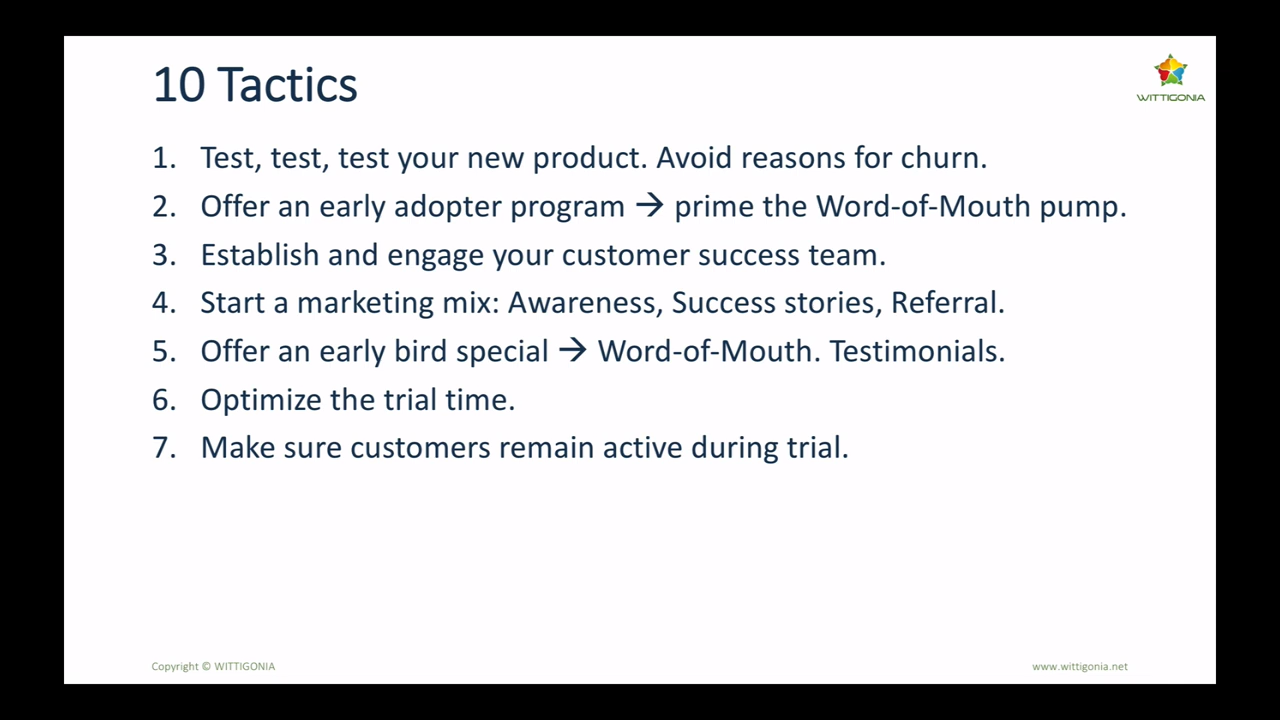 10 Tactics
WITTIGONIA
1. Test, test, test your new product. Avoid reasons for churn.
2. Offer an early adopter program → prime the Word-of-Mouth pump.
3. Establish and engage your customer success team.
4. Start a marketing mix: Awareness, Success stories, Referral.
5. Offer an early bird special → Word-of-Mouth. Testimonials.
6. Optimize the trial time.
7. Make sure customers remain active during trial.
Copyright © WITTIGONIA
www.wittigonia.net